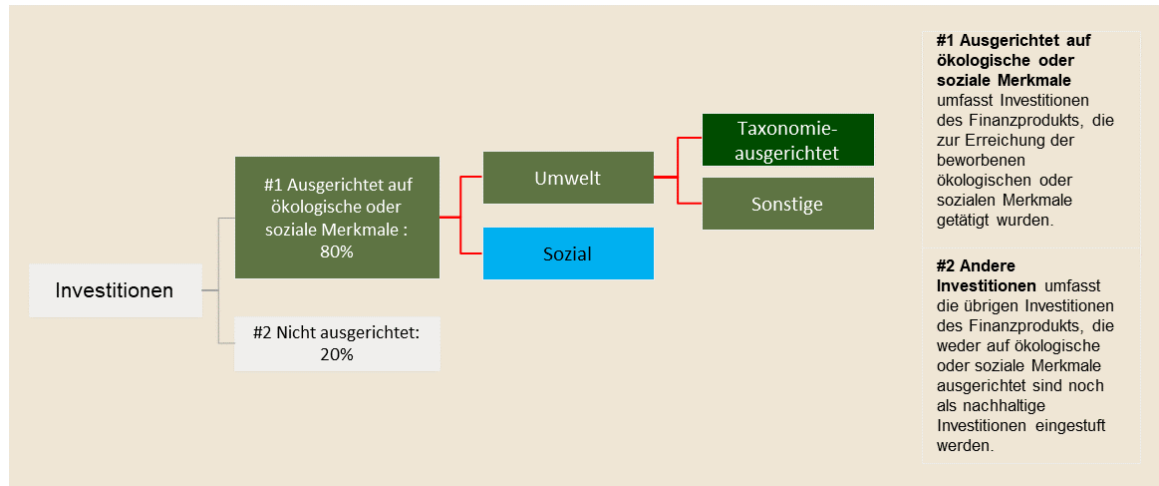 Investitionen
#1 Ausgerichtet auf
ökologische oder
soziale Merkmale :
80%
#2 Nicht ausgerichtet:
20%
Umwelt
Sozial
Taxonomie-
ausgerichtet
Sonstige
#1 Ausgerichtet auf
ökologische oder
soziale Merkmale
umfasst Investitionen
des Finanzprodukts, die
zur Erreichung der
beworbenen
ökologischen oder
sozialen Merkmale
getätigt wurden.
#2 Andere
Investitionen umfasst
die übrigen Investitionen
des Finanzprodukts, die
weder auf ökologische
oder soziale Merkmale
ausgerichtet sind noch
als nachhaltige
Investitionen eingestuft
werden.